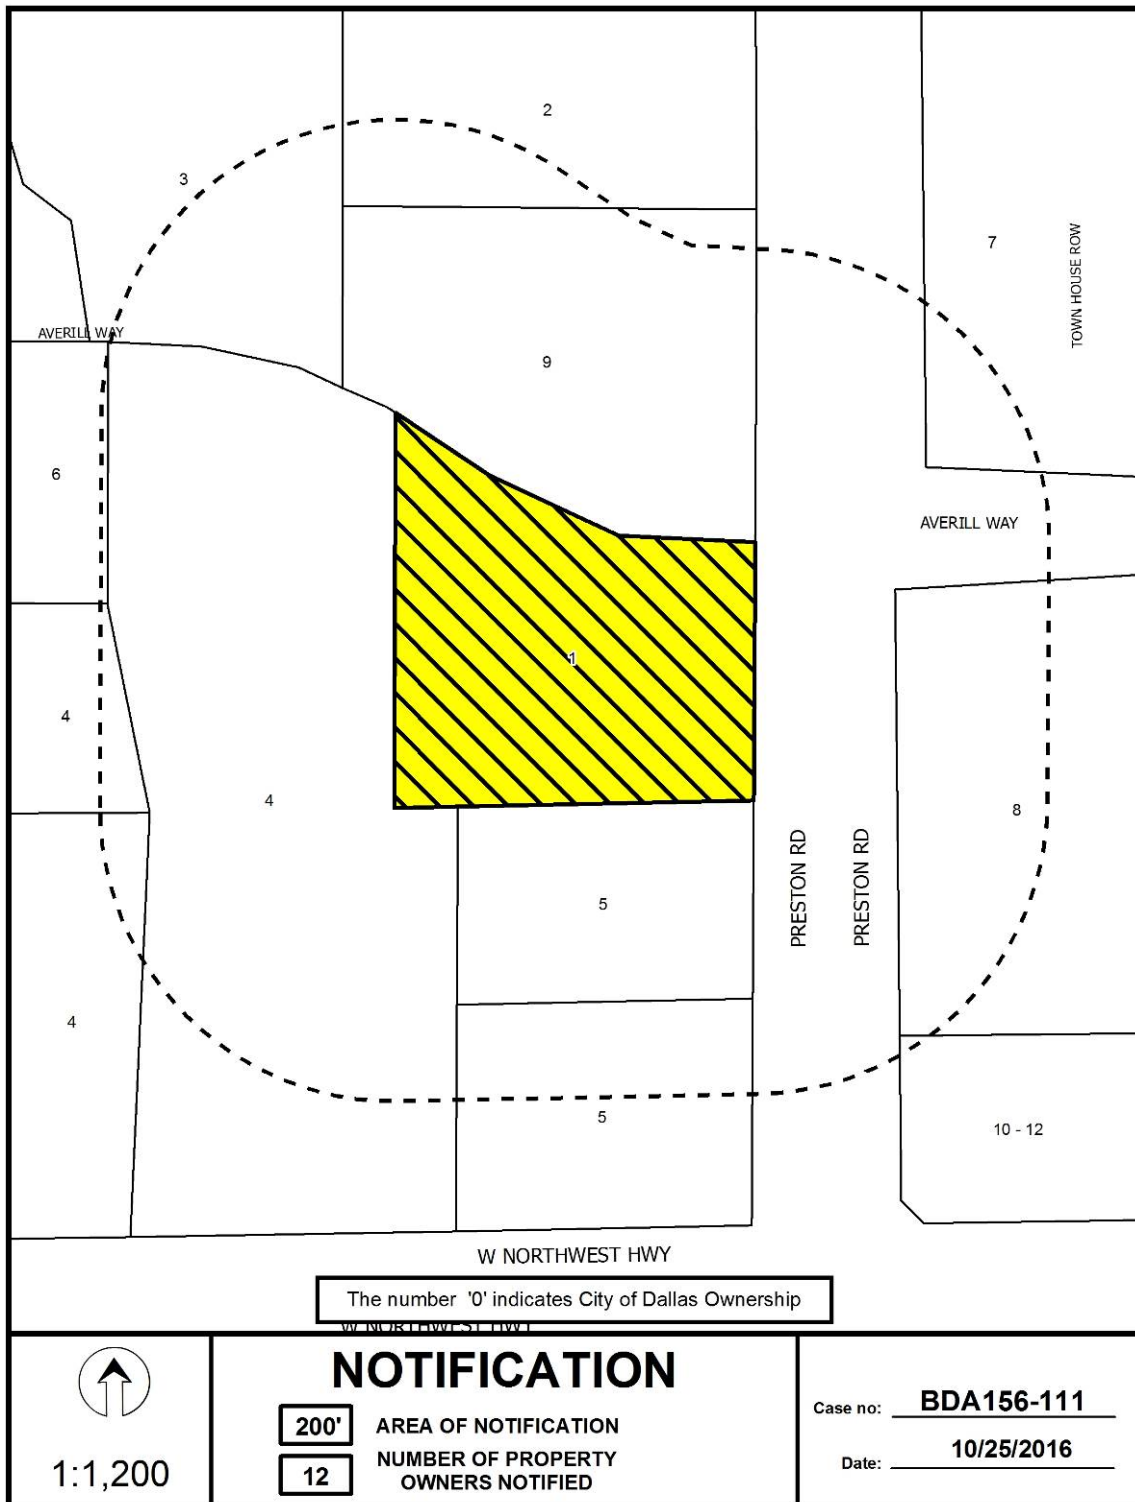 2
3
7
TOWN HOUSE ROW
AVERILL WAY
9
6
AVERILL WAY
1
4
4
8
PRESTON RD
PRESTON RD
5
4
5
10 - 12
W NORTHWEST HWY
The number '0' indicates City of Dallas Ownership
W NORTHWEST HWY
1:1,200
NOTIFICATION
200' AREA OF NOTIFICATION
12 NUMBER OF PROPERTY
OWNERS NOTIFIED
Case no: BDA156-111
Date: 10/25/2016